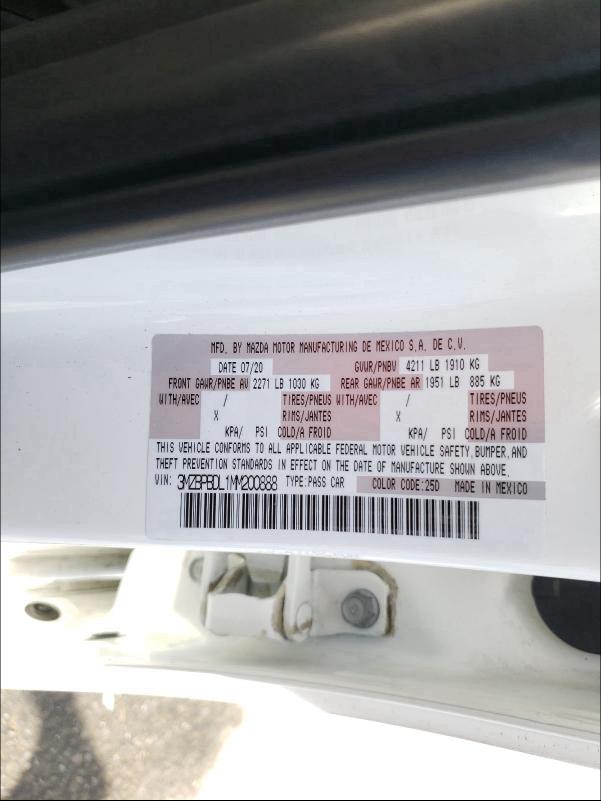 MFD. BY MAZDA MOTOR MANUFACTURING DE MEXICO S.A. DE C.V.
DATE 07/20 GVWR/PNBV 4211 LB 1910 KG
FRONT GAWR/PNBE AV 2271 LB 1030 KG REAR GAWR/PNBE AR 1951 LB 885 KG
WITH/AVEC / TIRES/PNEUS WITH/AVEC / TIRES/PNEUS
X RIMS/JANTES X RIMS/JANTES
KPA/ PSI COLD/A FROID KPA/ PSI COLD/A FROID
THIS VEHICLE CONFORMS TO ALL APPLICABLE FEDERAL MOTOR VEHICLE SAFETY, BUMPER, AND
THEFT PREVENTION STANDARDS IN EFFECT ON THE DATE OF MANUFACTURE SHOWN ABOVE.
VIN: 3MZBPBDL1MM200888 TYPE: PASS CAR COLOR CODE: 25D MADE IN MEXICO